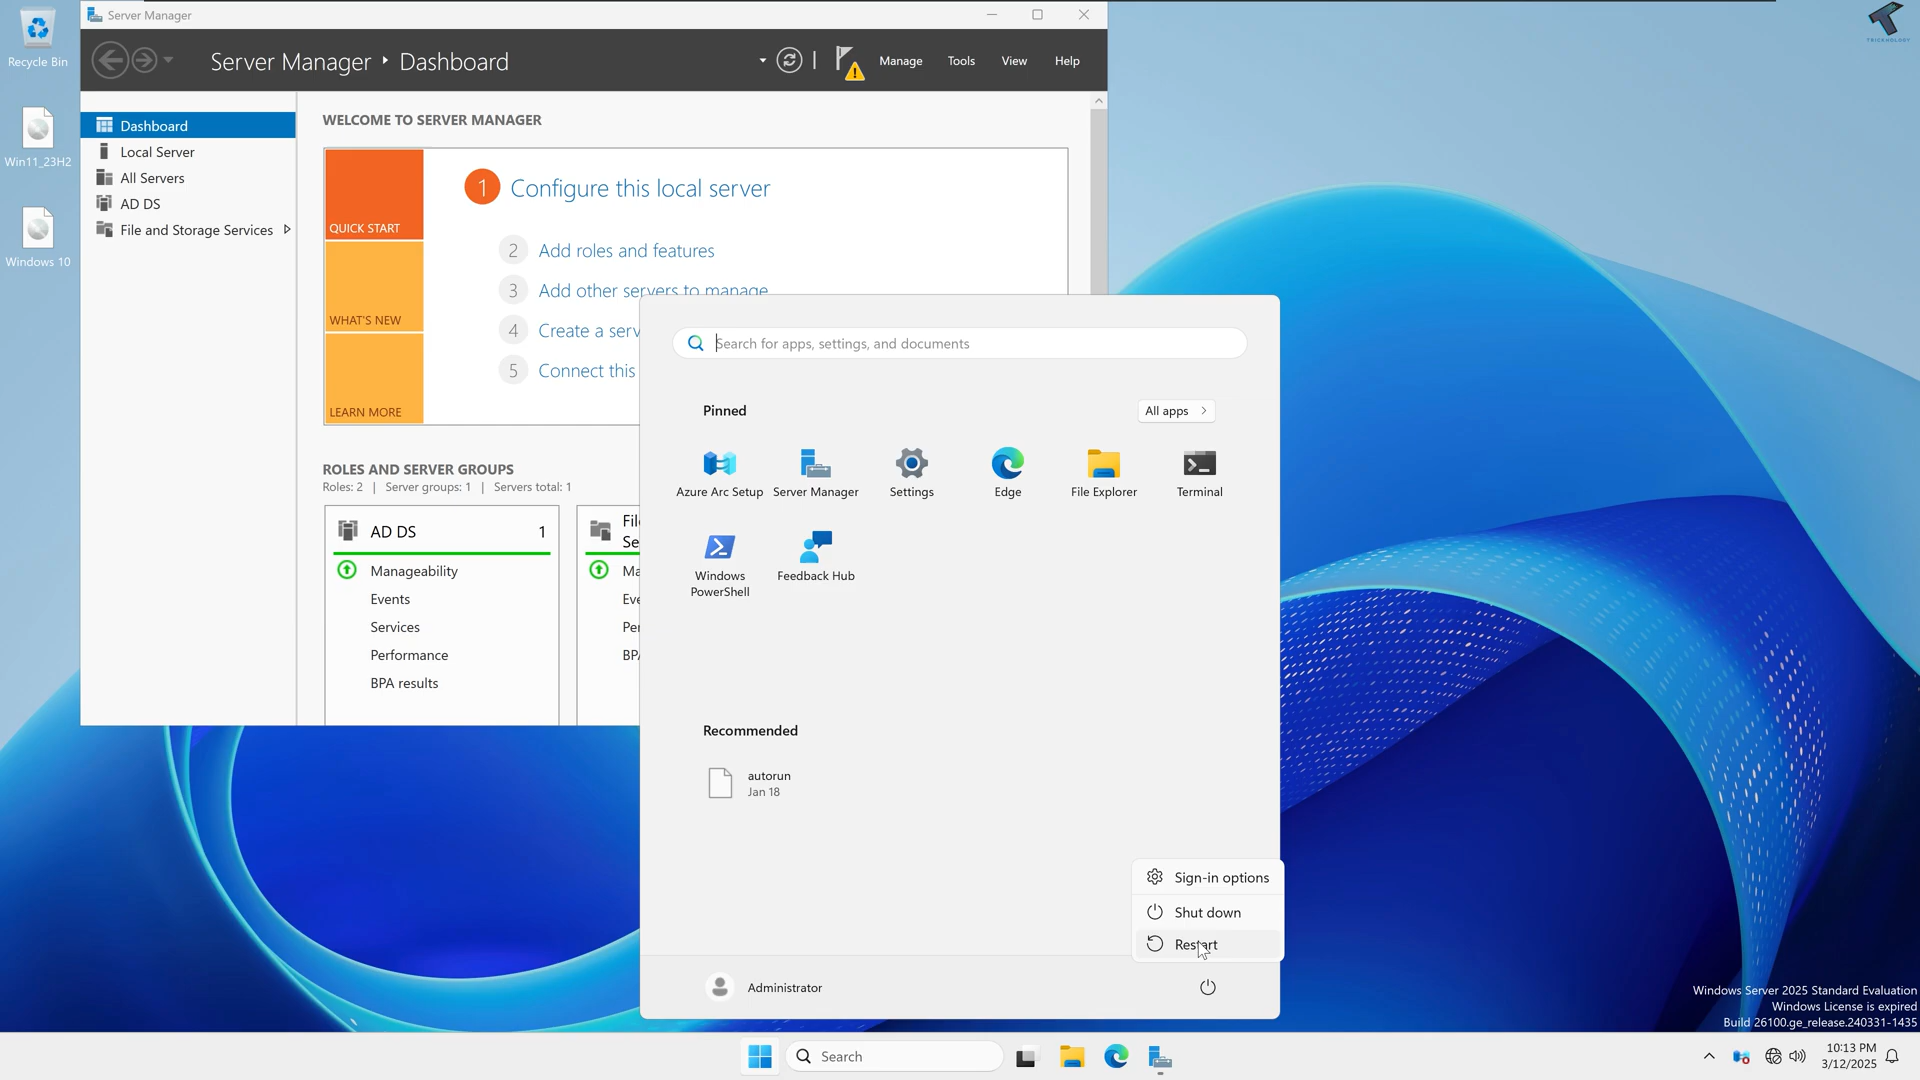 Recycle Bin
Win11_23H2
Windows 10
Server Manager
Server Manager
Dashboard
Manage
Tools
View
Help
Dashboard
Local Server
All Servers
AD DS
File and Storage Services
WELCOME TO SERVER MANAGER
QUICK START
WHAT'S NEW
LEARN MORE
1 Configure this local server
2 Add roles and features
3 Add other servers to manage
4 Create a serv
5 Connect this
ROLES AND SERVER GROUPS
Roles: 2 | Server groups: 1 | Servers total: 1
AD DS 1
Manageability
Events
Services
Performance
BPA results
Fil
Se
Ma
Eve
Per
BPA
Search for apps, settings, and documents
Pinned
All apps
Azure Arc Setup
Server Manager
Settings
Edge
File Explorer
Terminal
Windows PowerShell
Feedback Hub
Recommended
autorun
Jan 18
Sign-in options
Shut down
Restart
Administrator
TRICKNOLOGY
Windows Server 2025 Standard Evaluation
Windows License is expired
Build 26100.ge_release.240331-1435
Search
10:13 PM
3/12/2025